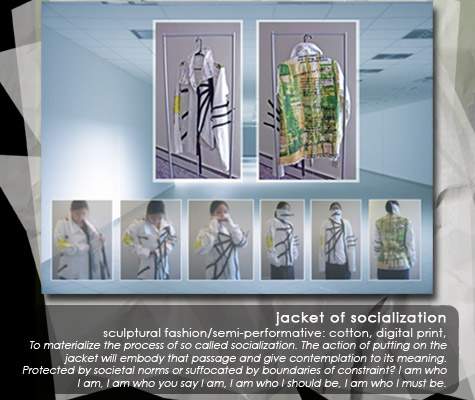 jacket of socialization
sculptural fashion/semi-performative: cotton, digital print,
To materialize the process of so called socialization. The action of putting on the
jacket will embody that passage and give contemplation to its meaning.
Protected by societal norms or suffocated by boundaries of constraint? I am who
I am, I am who you say I am, I am who I should be, I am who I must be.